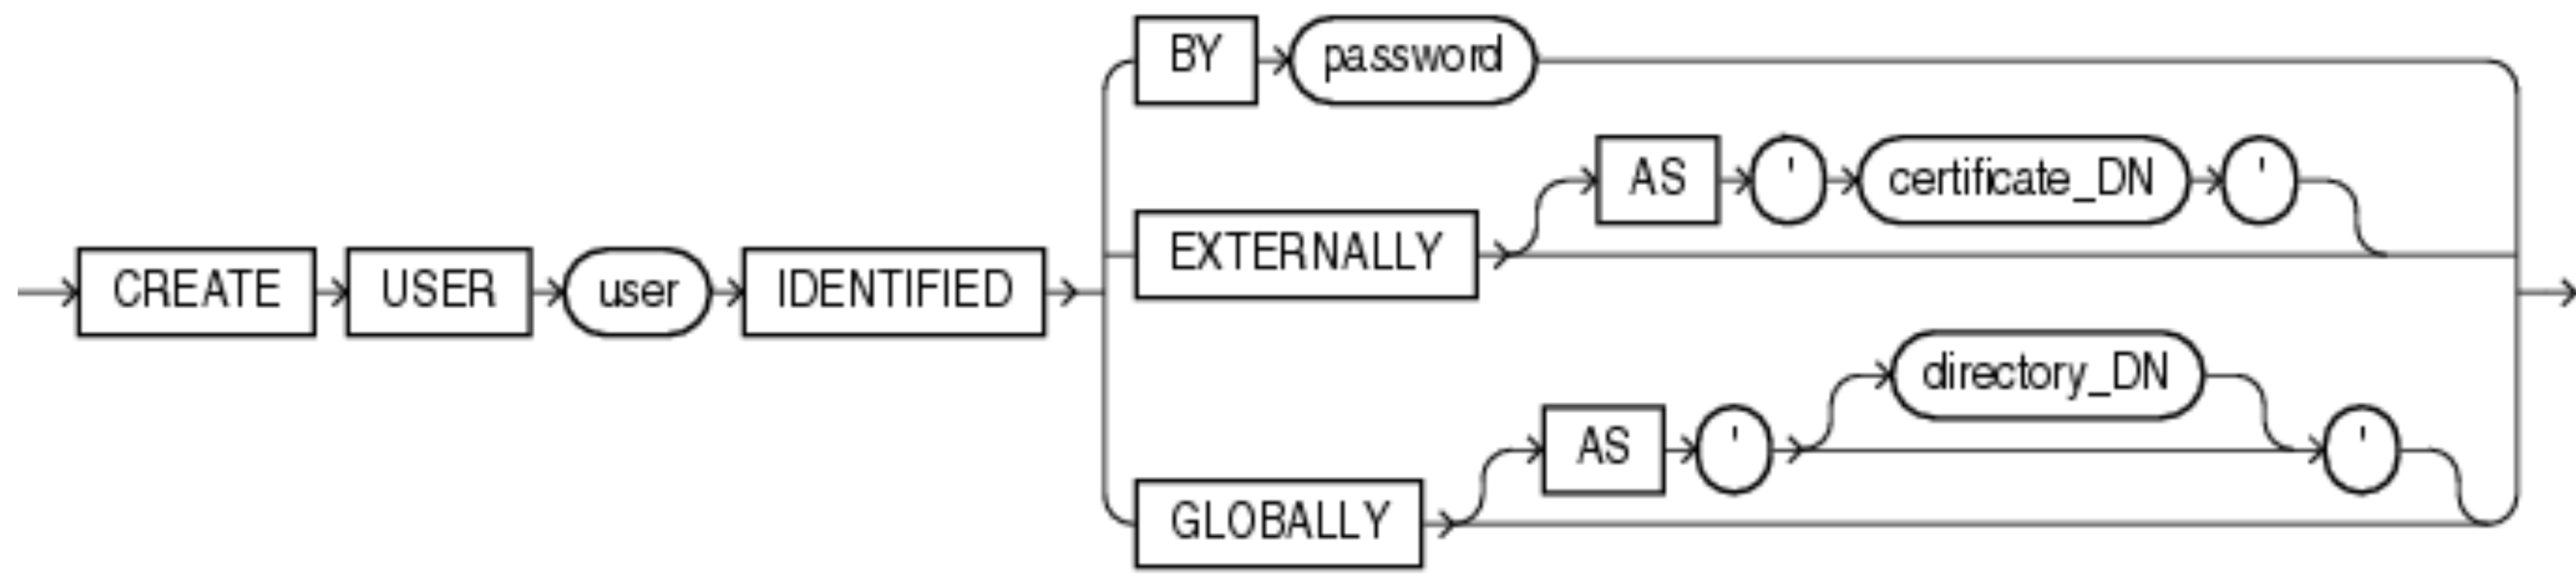 BY password
AS ' certificate_DN '
EXTERNALLY
CREATE USER user IDENTIFIED
directory_DN
AS ' '
GLOBALLY